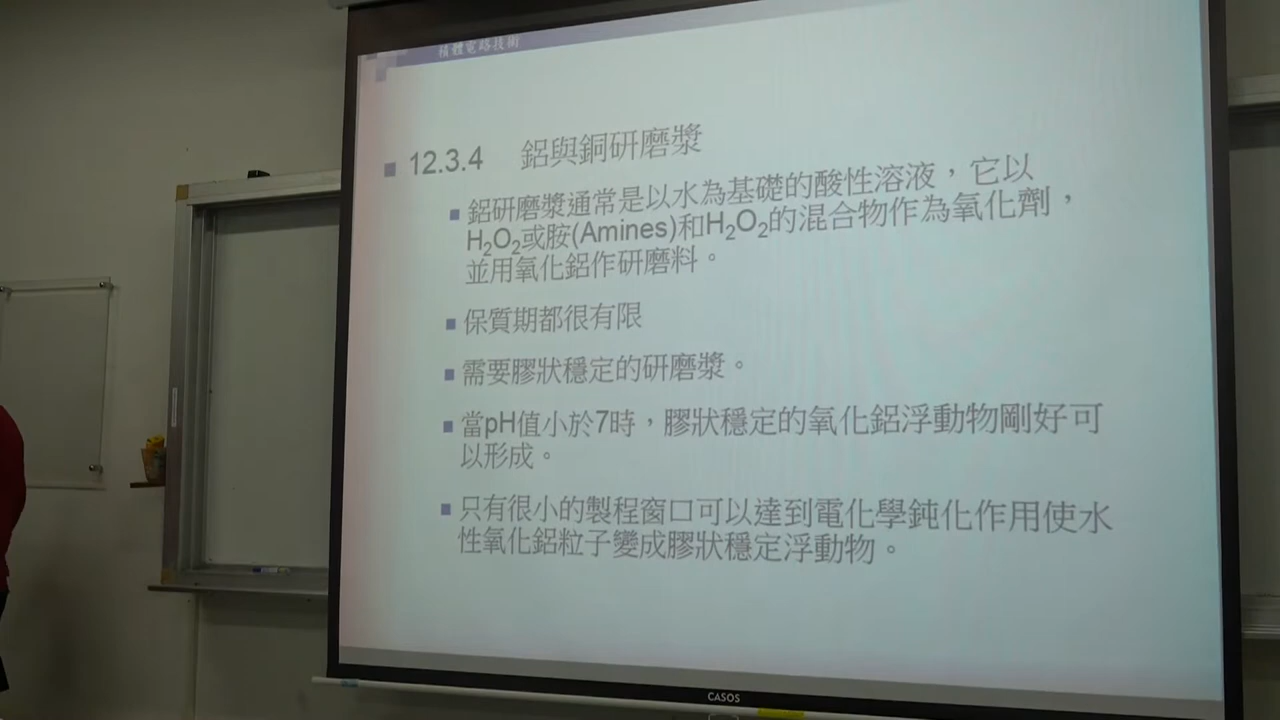 積體電路技術
■ 12.3.4 鋁與銅研磨漿
■ 鋁研磨漿通常是以水為基礎的酸性溶液，它以
H₂O₂或胺(Amines)和H₂O₂的混合物作為氧化劑，
並用氧化鋁作研磨料。
■ 保質期都很有限
■ 需要膠狀穩定的研磨漿。
■ 當pH值小於7時，膠狀穩定的氧化鋁浮動物剛好可
以形成。
■ 只有很小的製程窗口可以達到電化學鈍化作用使水
性氧化鋁粒子變成膠狀穩定浮動物。
CASOS